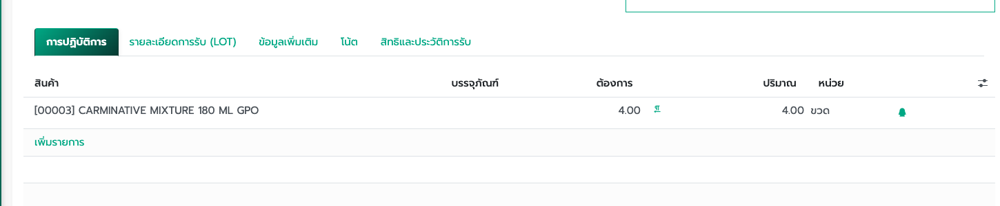 การปฏิบัติการ รายละเอียดการรับ (LOT) ข้อมูลเพิ่มเติม โน้ต สิทธิและประวัติการรับ
สินค้า บรรจุภัณฑ์ ต้องการ ปริมาณ หน่วย
[00003] CARMINATIVE MIXTURE 180 ML GPO 4.00 4.00 ขวด
เพิ่มรายการ